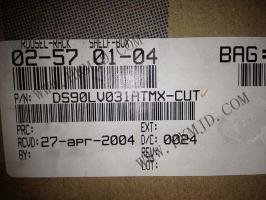 ROUSEL-RACK SHELF-BOX
02-57 01-04
BAG:
P/N: DS90LV031ATMX-CUT
PRC: EXT:
RCVD: 27-apr-2004 D/C: 0024
BY: REV:
LOT: